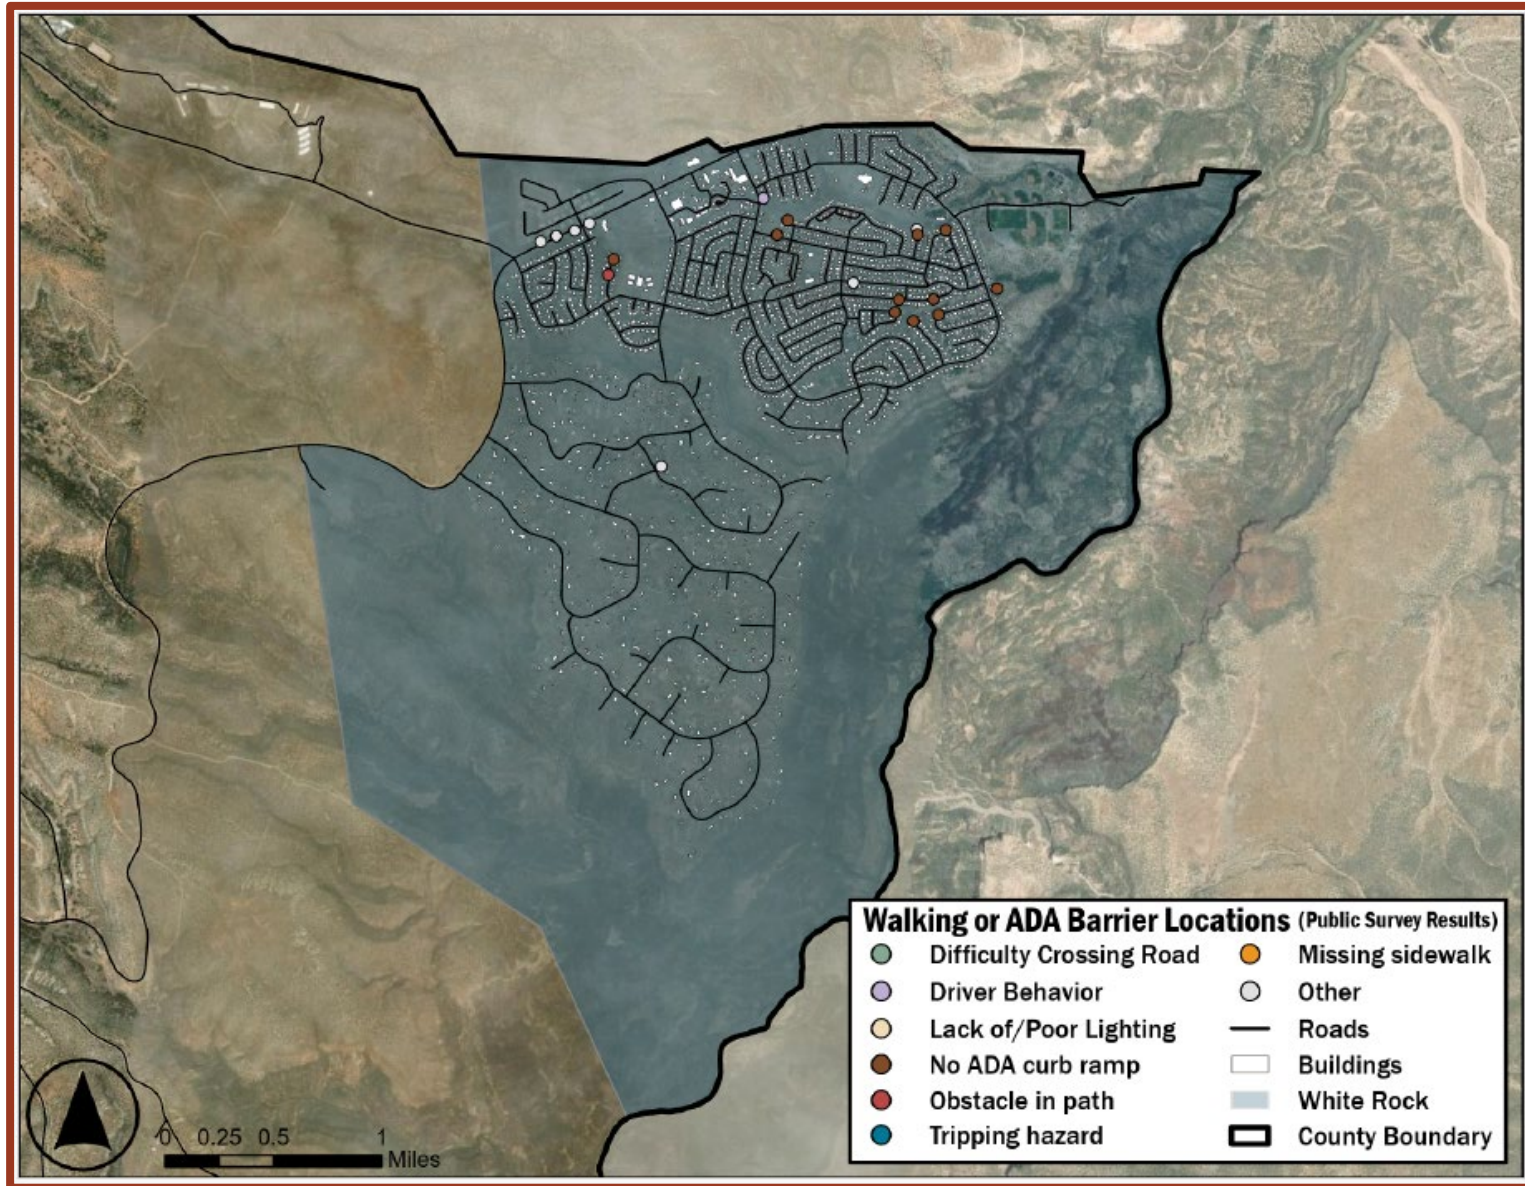 Walking or ADA Barrier Locations (Public Survey Results)
Difficulty Crossing Road
Driver Behavior
Lack of/Poor Lighting
No ADA curb ramp
Obstacle in path
Tripping hazard
Missing sidewalk
Other
Roads
Buildings
White Rock
County Boundary
0 0.25 0.5 1
Miles